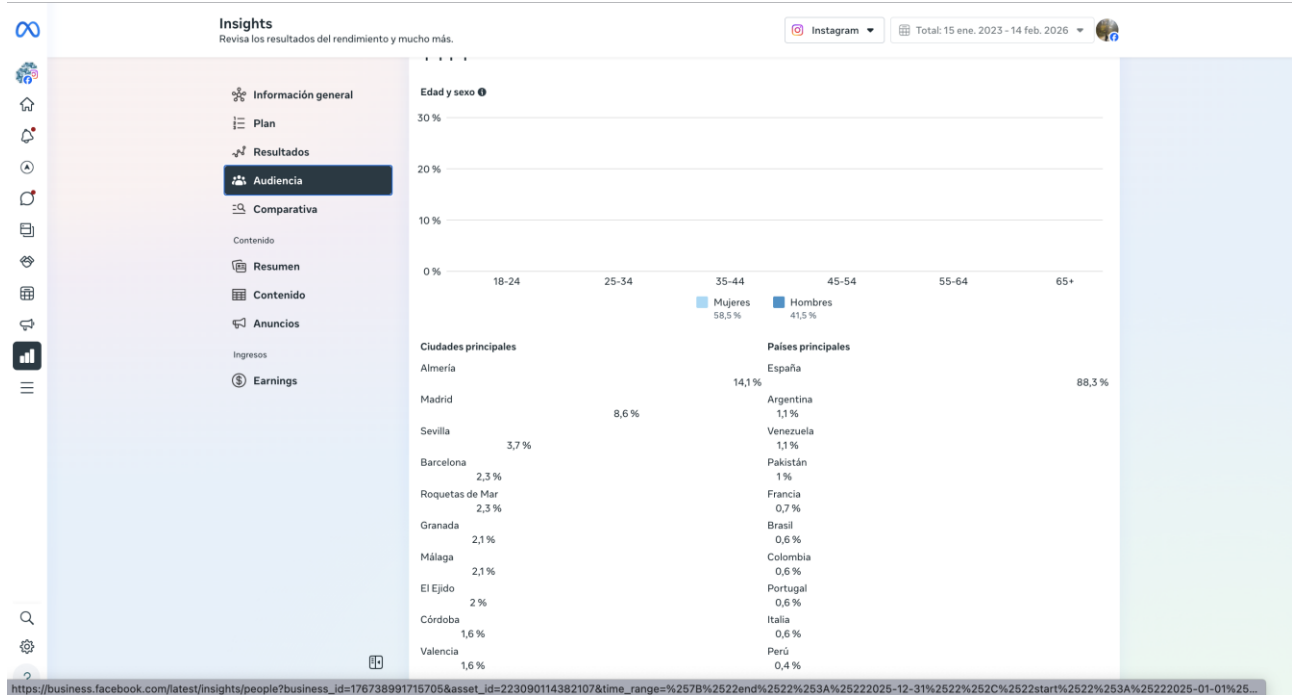 Insights
Revisa los resultados del rendimiento y mucho más.
Instagram
Total: 15 ene. 2023 - 14 feb. 2026
Información general
Plan
Resultados
Audiencia
Comparativa
Contenido
Resumen
Contenido
Anuncios
Ingresos
Earnings
Edad y sexo
30 %
20 %
10 %
0 %
18-24 25-34 35-44 45-54 55-64 65+
Mujeres
58,5 %
Hombres
41,5 %
Ciudades principales
Almería
14,1 %
Madrid
8,6 %
Sevilla
3,7 %
Barcelona
2,3 %
Roquetas de Mar
2,3 %
Granada
2,1 %
Málaga
2,1 %
El Ejido
2 %
Córdoba
1,6 %
Valencia
1,6 %
Países principales
España
88,3 %
Argentina
1,1 %
Venezuela
1,1 %
Pakistán
1 %
Francia
0,7 %
Brasil
0,6 %
Colombia
0,6 %
Portugal
0,6 %
Italia
0,6 %
Perú
0,4 %
https://business.facebook.com/latest/insights/people?business_id=176738991715705&asset_id=223090114382107&time_range=%257B%2522end%2522%253A%25222025-12-31%2522%252C%2522start%2522%253A%25222025-01-01%25...